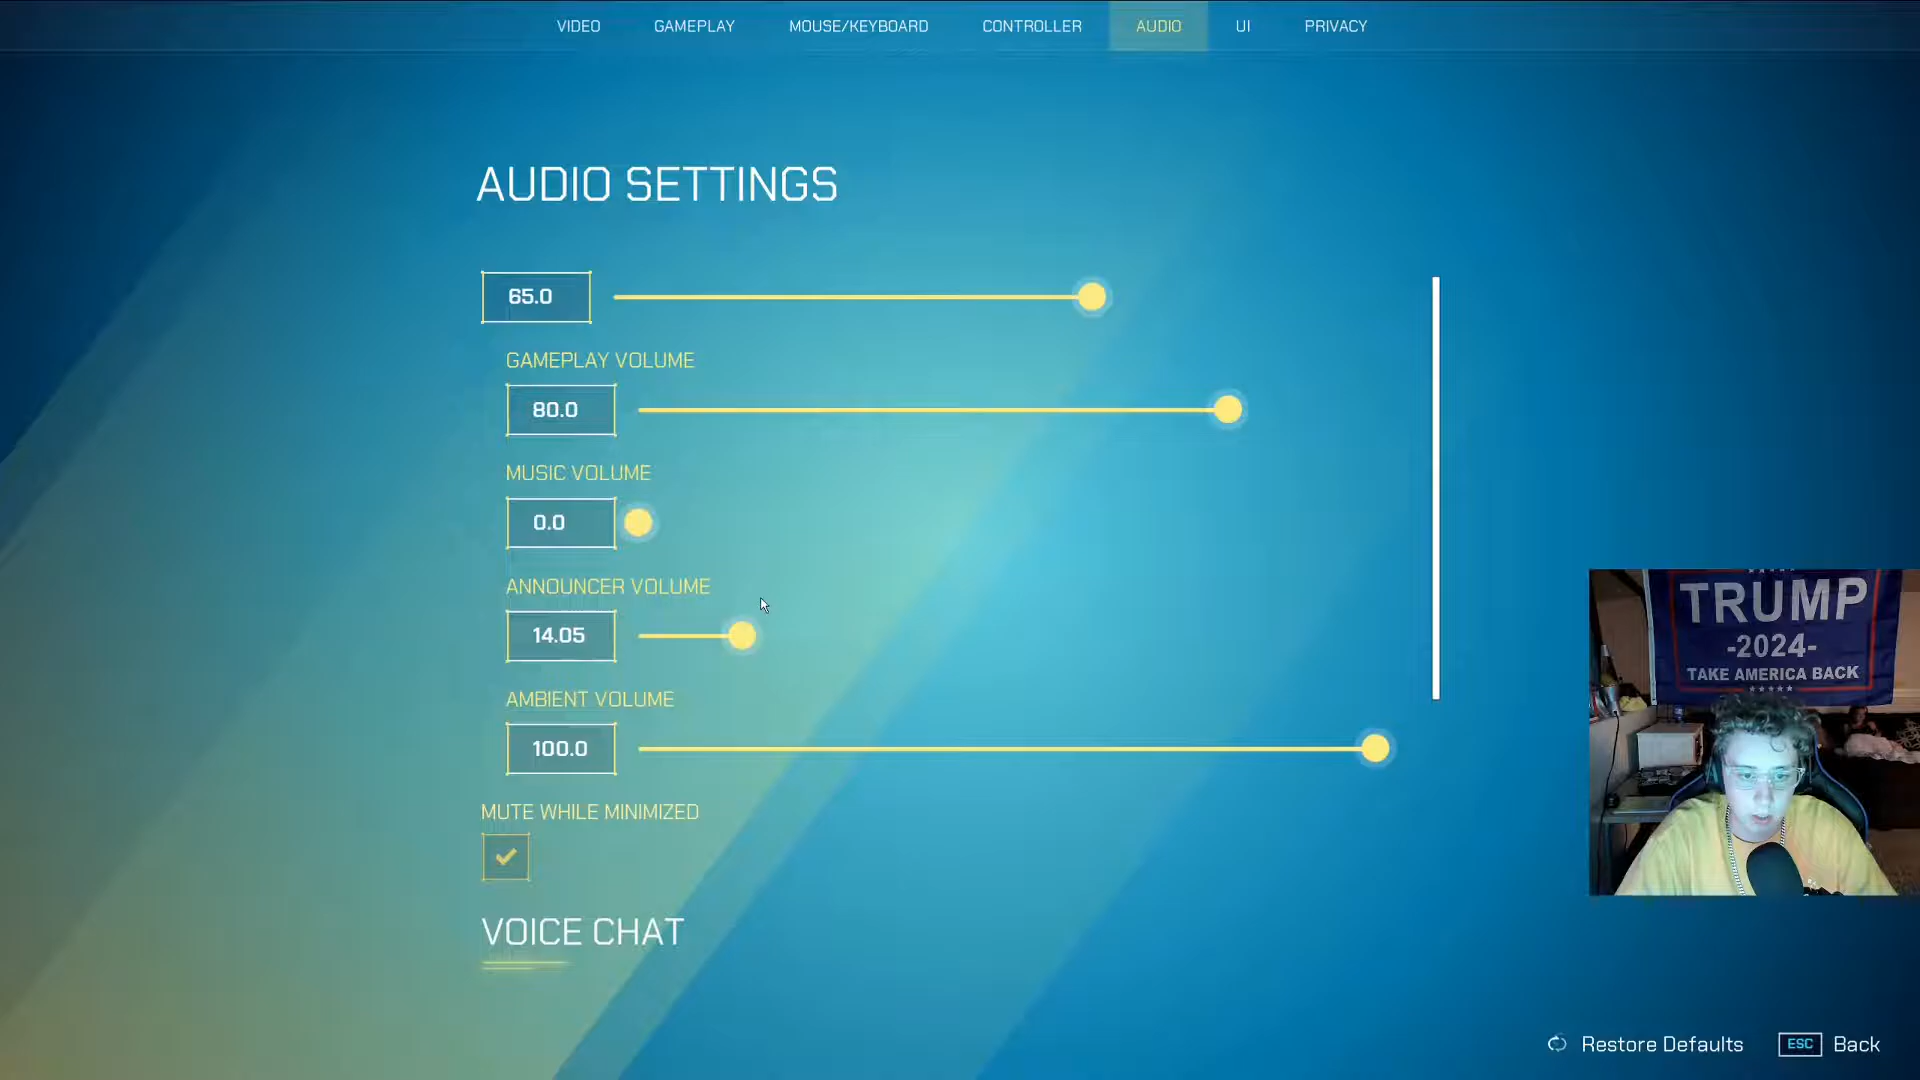 VIDEO GAMEPLAY MOUSE/KEYBOARD CONTROLLER AUDIO UI PRIVACY
AUDIO SETTINGS
65.0
GAMEPLAY VOLUME
80.0
MUSIC VOLUME
0.0
ANNOUNCER VOLUME
14.05
AMBIENT VOLUME
100.0
MUTE WHILE MINIMIZED
VOICE CHAT
TRUMP
-2024-
TAKE AMERICA BACK
Restore Defaults ESC Back